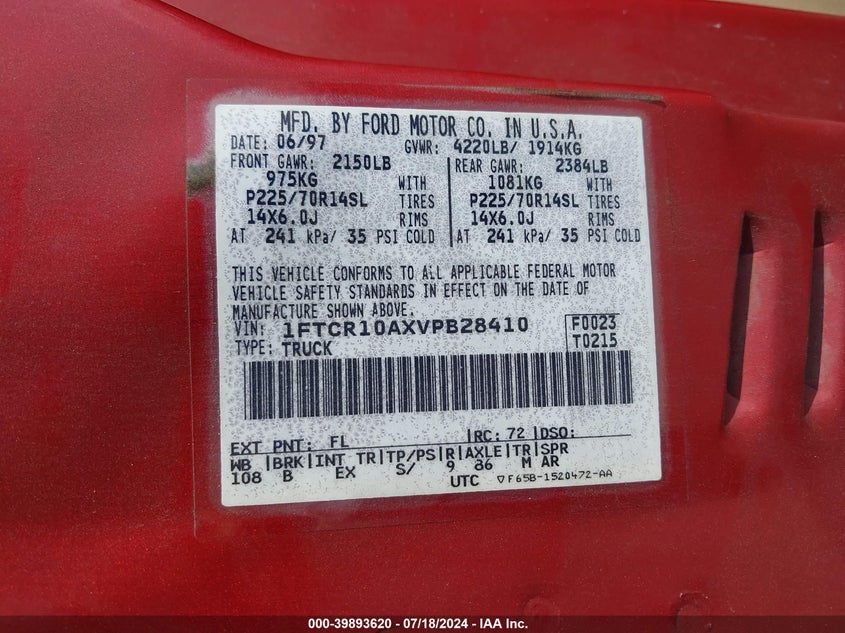 MFD. BY FORD MOTOR CO. IN U.S.A.
DATE: 06/97 GVWR: 4220LB/ 1914KG
FRONT GAWR: 2150LB REAR GAWR: 2384LB
975KG WITH 1081KG WITH
P225/70R14SL TIRES P225/70R14SL TIRES
14X6.0J RIMS 14X6.0J RIMS
AT 241 kPa/ 35 PSI COLD AT 241 kPa/ 35 PSI COLD
THIS VEHICLE CONFORMS TO ALL APPLICABLE FEDERAL MOTOR
VEHICLE SAFETY STANDARDS IN EFFECT ON THE DATE OF
MANUFACTURE SHOWN ABOVE.
VIN: 1FTCR10AXVPB28410 F0023
TYPE: TRUCK T0215
EXT PNT: FL RC: 72 DSO:
WB BRK INT TR TP/PS R AXLE TR SPR
108 B EX S/ 9 86 M AR
UTC F65B-1520472-AA
000-39893620 - 07/18/2024 - IAA Inc.